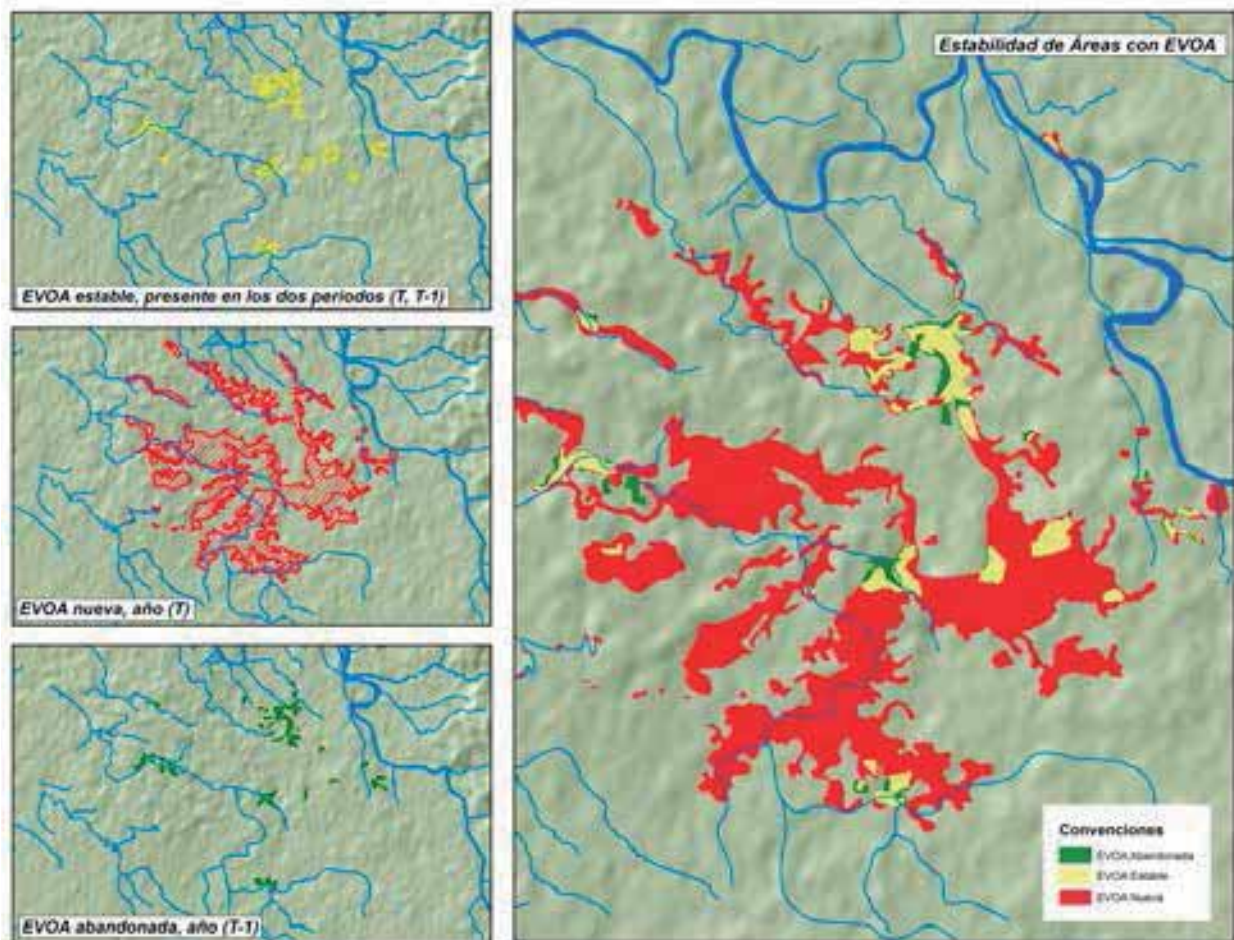 EVOA estable, presente en los dos periodos (T, T-1)
EVOA nueva, año (T)
EVOA abandonada, año (T-1)
Estabilidad de Áreas con EVOA
Convenciones
EVOA Abandonada
EVOA Estable
EVOA Nueva